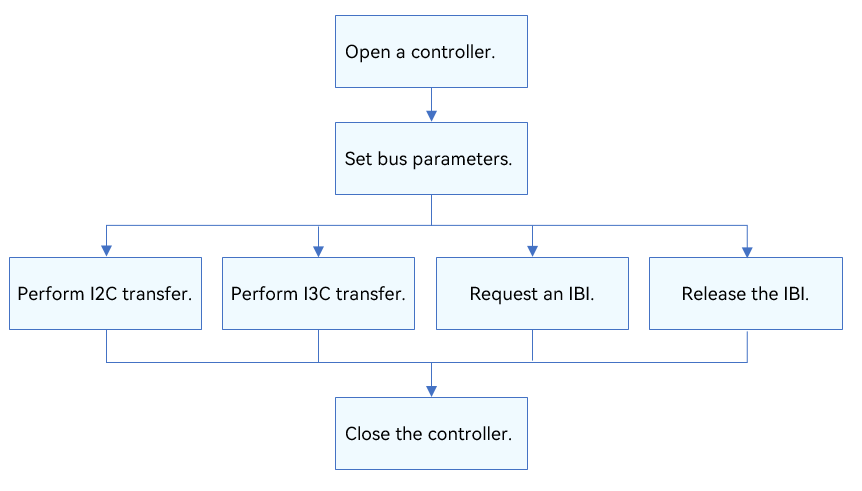 Open a controller.
Set bus parameters.
Perform I2C transfer.
Perform I3C transfer.
Request an IBI.
Release the IBI.
Close the controller.